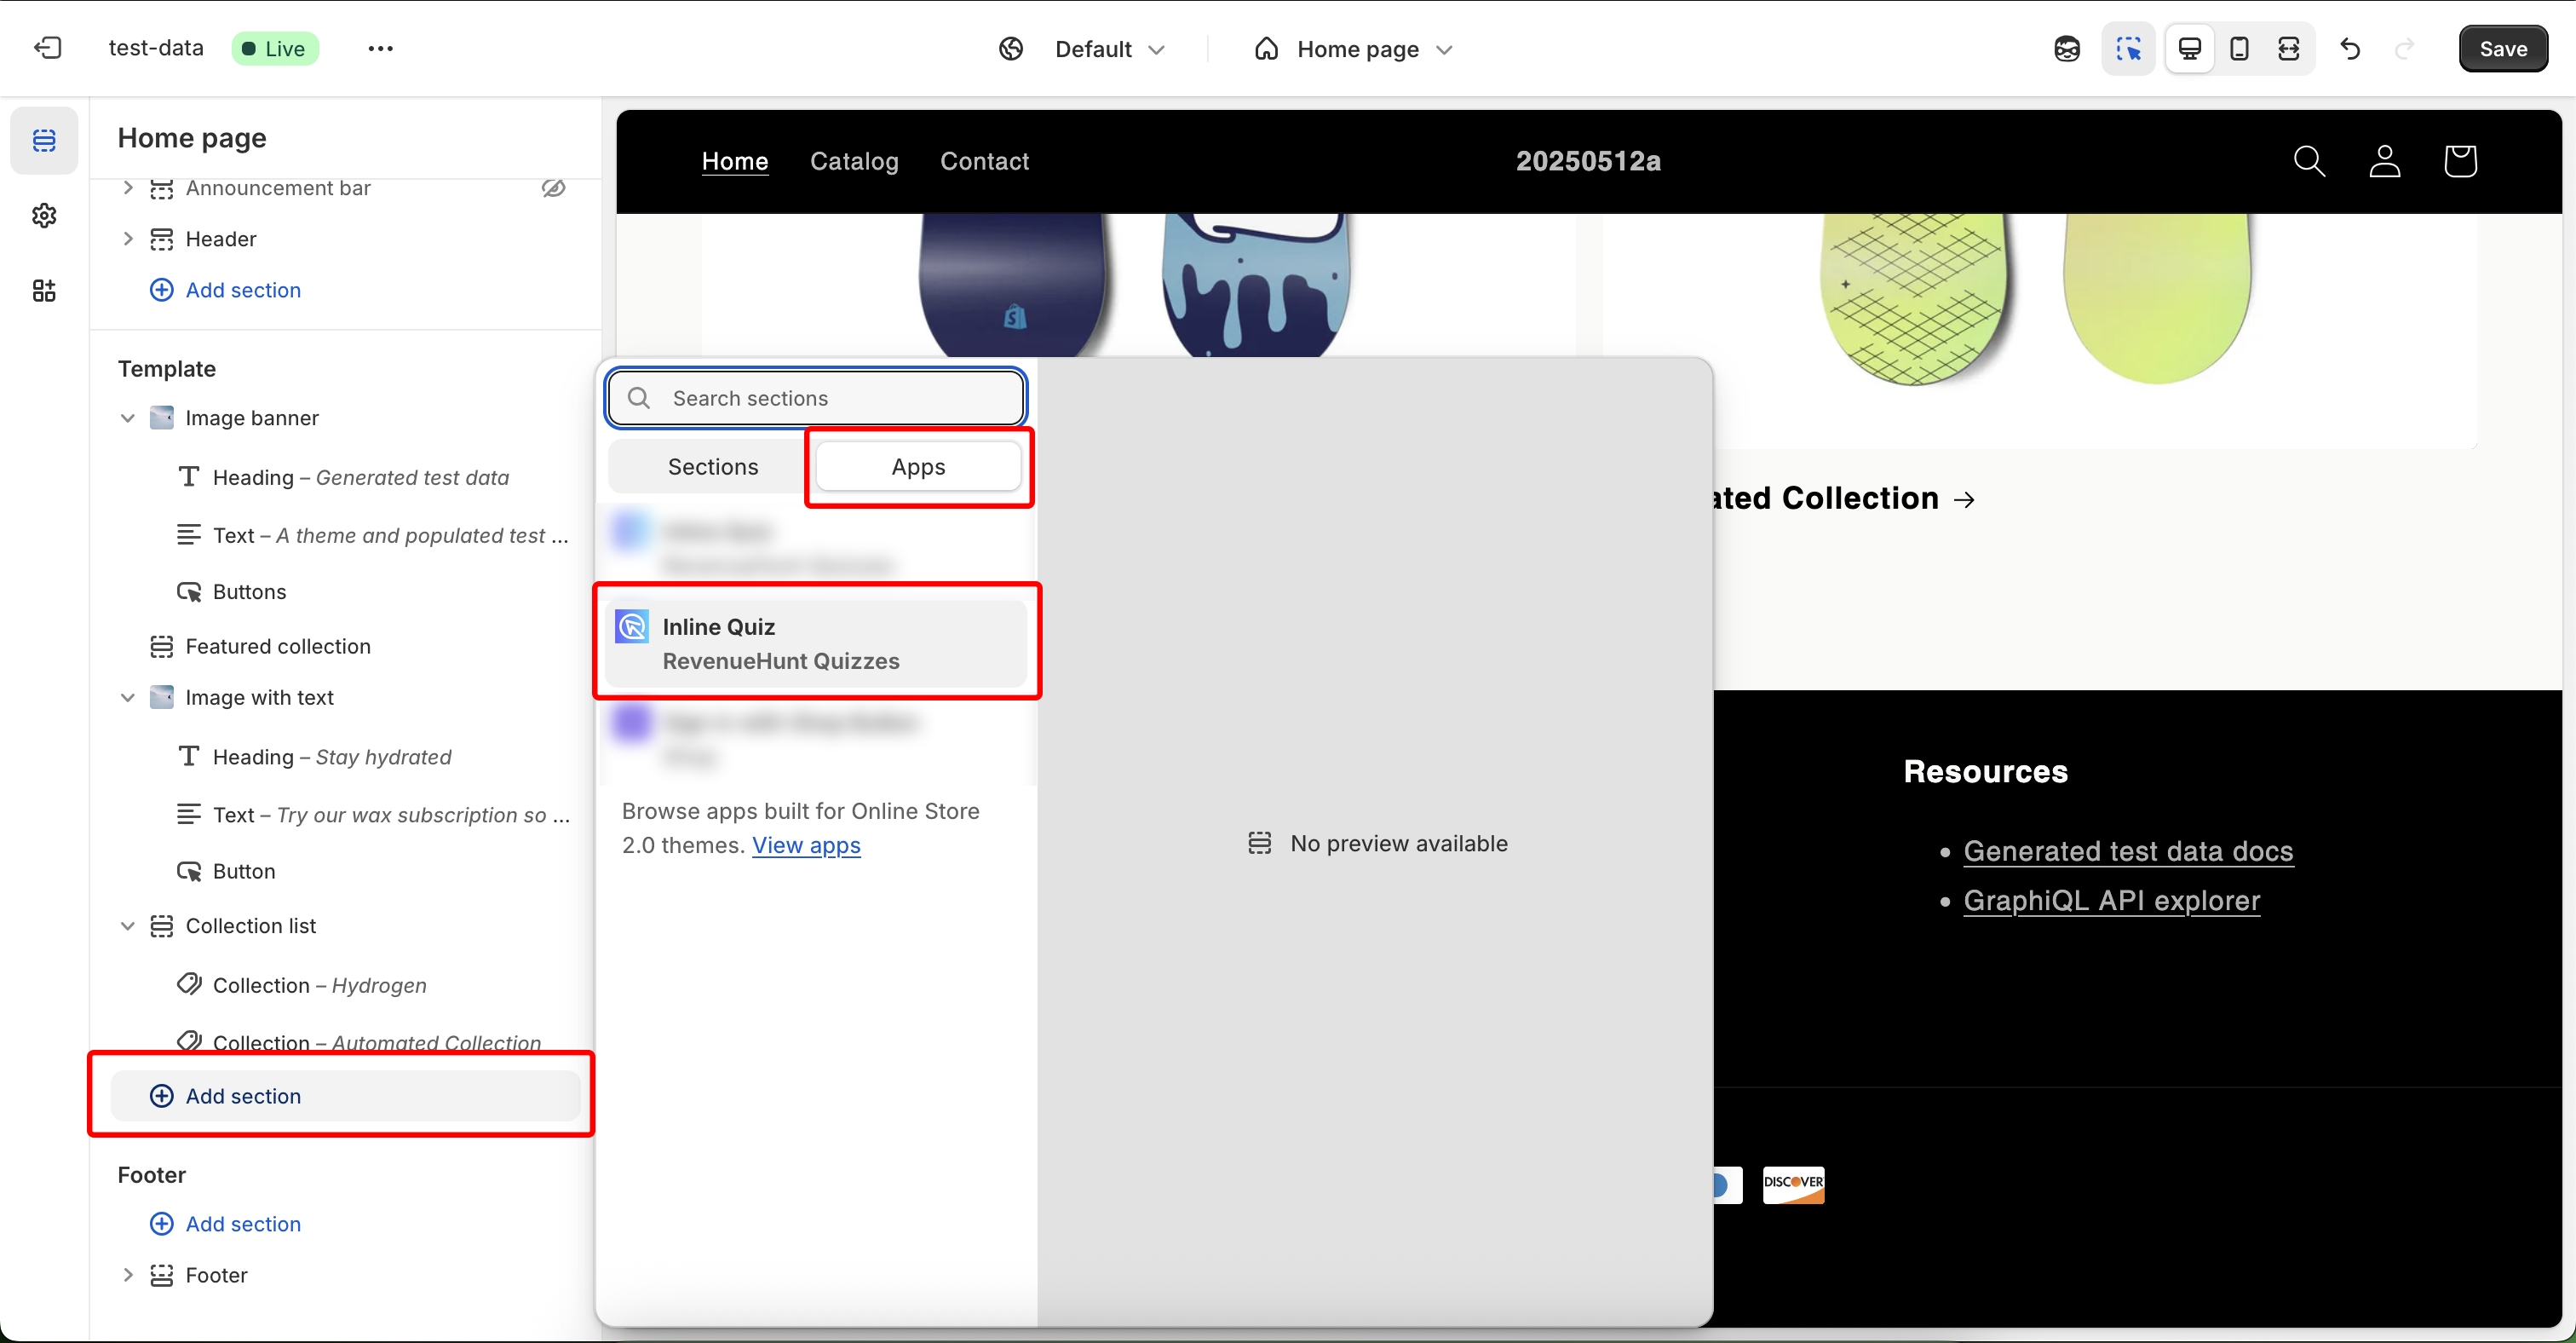 test-data
Live
Default
Home page
Save
Home page
Announcement bar
Header
Add section
Template
Image banner
Heading – Generated test data
Text – A theme and populated test ...
Buttons
Featured collection
Image with text
Heading – Stay hydrated
Text – Try our wax subscription so ...
Button
Collection list
Collection – Hydrogen
Collection – Automated Collection
Add section
Footer
Add section
Footer
Search sections
Sections
Apps
Inline Quiz
RevenueHunt Quizzes
Browse apps built for Online Store
2.0 themes. View apps
No preview available
Home
Catalog
Contact
20250512a
ated Collection →
Resources
Generated test data docs
GraphiQL API explorer
DISCOVER